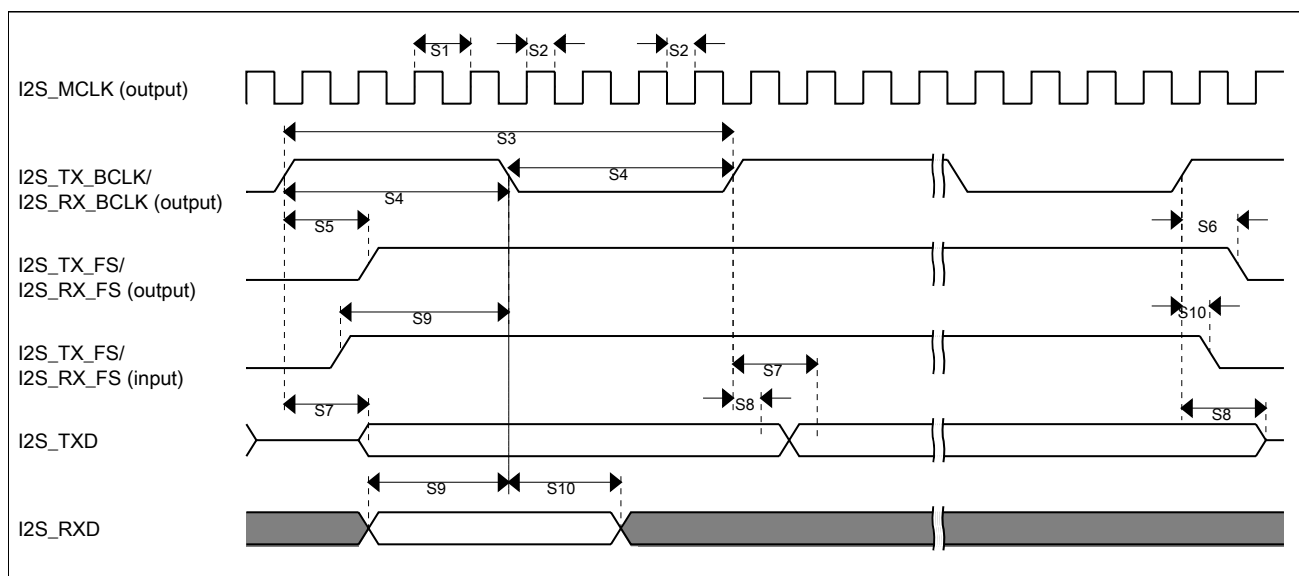 S1
S2
S2
I2S_MCLK (output)
S3
I2S_TX_BCLK/
I2S_RX_BCLK (output)
S4
S4
S5
S6
I2S_TX_FS/
I2S_RX_FS (output)
S9
S10
I2S_TX_FS/
I2S_RX_FS (input)
S7
S7
S8
S8
I2S_TXD
S9
S10
I2S_RXD